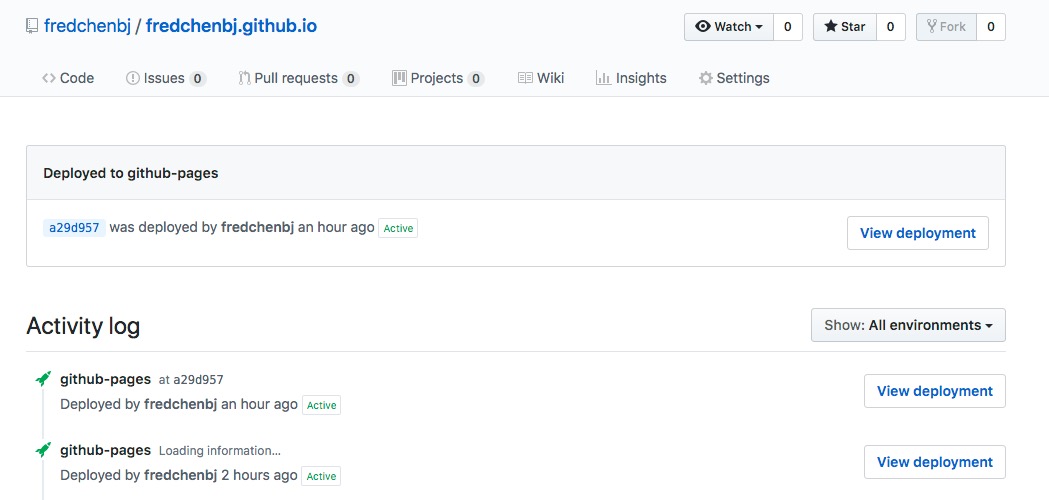 fredchenbj / fredchenbj.github.io Watch 0 Star 0 Fork 0
Code Issues 0 Pull requests 0 Projects 0 Wiki Insights Settings
Deployed to github-pages
a29d957 was deployed by fredchenbj an hour ago Active View deployment
Activity log Show: All environments
github-pages at a29d957
Deployed by fredchenbj an hour ago Active View deployment
github-pages Loading information...
Deployed by fredchenbj 2 hours ago Active View deployment